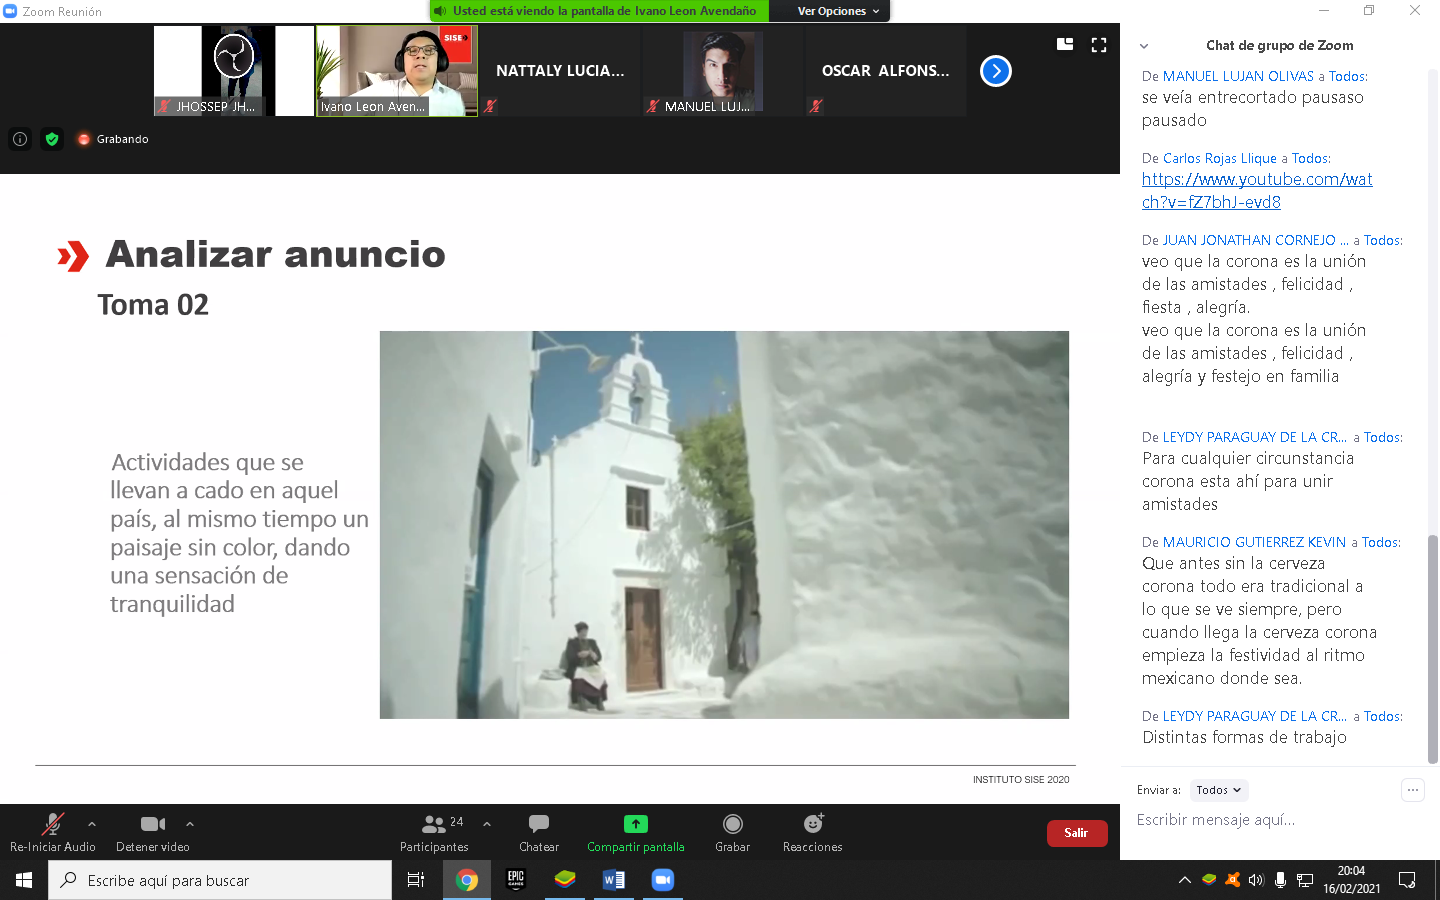 Zoom Reunión
Usted está viendo la pantalla de Ivano Leon Avendaño
Ver Opciones
SISE
JHOSSEP JH...
Ivano Leon Aven...
NATTALY LUCIA...
MANUEL LUJ...
OSCAR ALFONS...
Grabando
Analizar anuncio
Toma 02
Actividades que se
llevan a cado en aquel
país, al mismo tiempo un
paisaje sin color, dando
una sensación de
tranquilidad
INSTITUTO SISE 2020
Chat de grupo de Zoom
De MANUEL LUJAN OLIVAS a Todos:
se veía entrecortado pausaso
pausado
De Carlos Rojas Llique a Todos:
https://www.youtube.com/wat
ch?v=fZ7bhJ-evd8
De JUAN JONATHAN CORNEJO ... a Todos:
veo que la corona es la unión
de las amistades , felicidad ,
fiesta , alegría.
veo que la corona es la unión
de las amistades , felicidad ,
alegría y festejo en familia
De LEYDY PARAGUAY DE LA CR... a Todos:
Para cualquier circunstancia
corona esta ahí para unir
amistades
De MAURICIO GUTIERREZ KEVIN a Todos:
Que antes sin la cerveza
corona todo era tradicional a
lo que se ve siempre, pero
cuando llega la cerveza corona
empieza la festividad al ritmo
mexicano donde sea.
De LEYDY PARAGUAY DE LA CR... a Todos:
Distintas formas de trabajo
Enviar a: Todos
Escribir mensaje aquí...
Re-Iniciar Audio
Detener video
24
Participantes
Chatear
Compartir pantalla
Grabar
Reacciones
Salir
Escribe aquí para buscar
EPIC
GAMES
20:04
16/02/2021